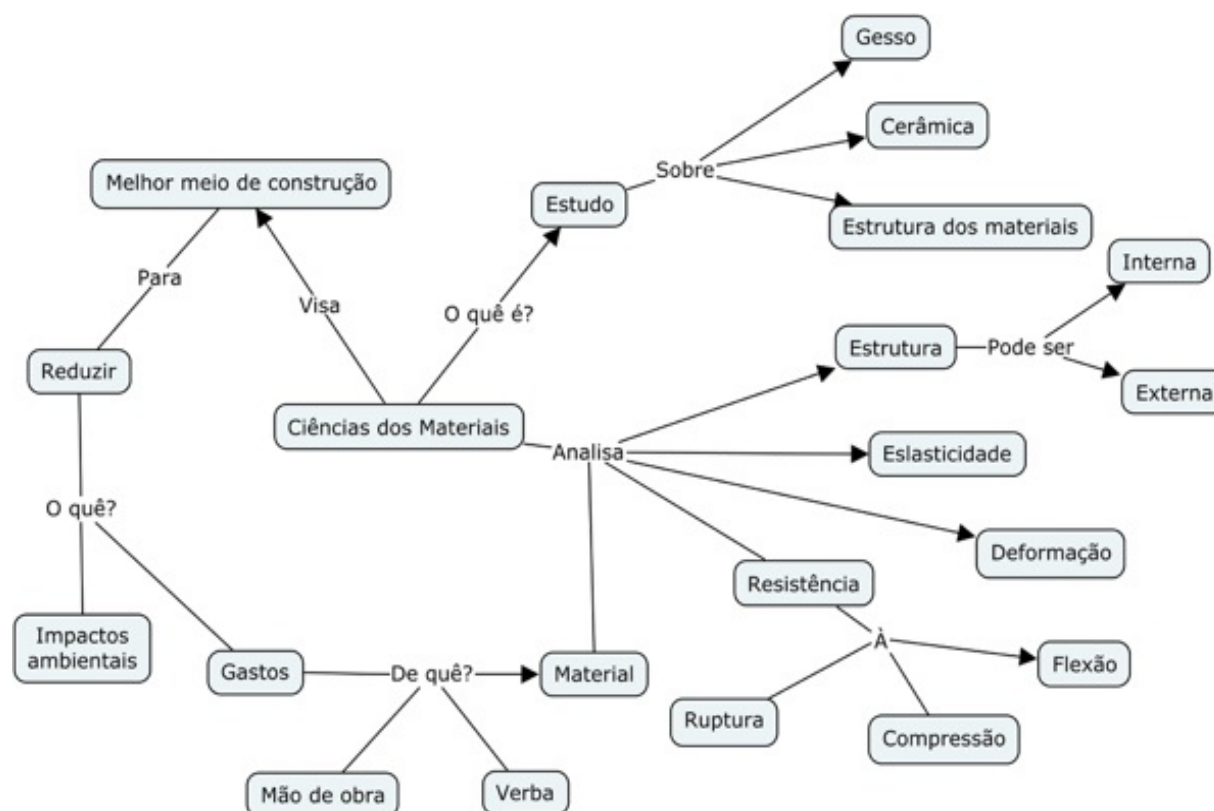 Gesso
Cerâmica
Sobre
Melhor meio de construção
Estudo
Estrutura dos materiais
Interna
Para
Visa
O quê é?
Estrutura
Pode ser
Reduzir
Externa
Ciências dos Materiais
Analisa
Eslasticidade
O quê?
Deformação
Resistência
Impactos
ambientais
À
Gastos
De quê?
Material
Flexão
Ruptura
Compressão
Mão de obra
Verba